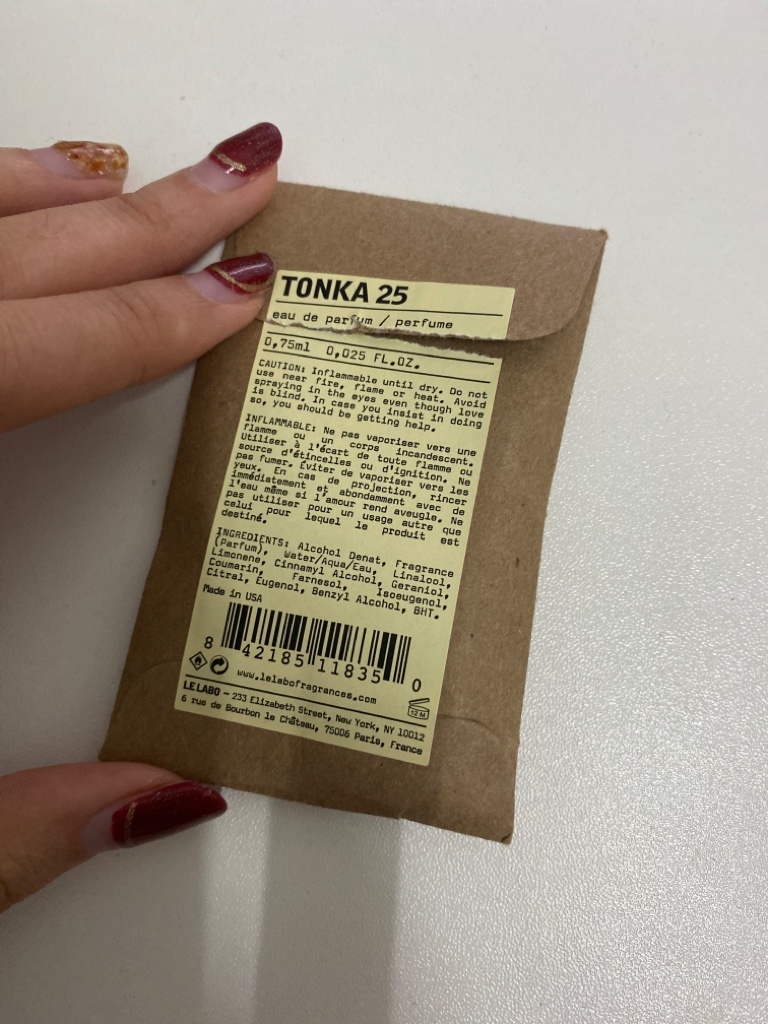 TONKA 25
eau de parfum / perfume
0,75ml 0,025 FL.OZ.
CAUTION: Inflammable until dry. Do not
use near fire, flame or heat. Avoid
spraying in the eyes even though love
is blind. In case you insist in doing
so, you should be getting help.
INFLAMMABLE: Ne pas vaporiser vers une
flamme ou un corps incandescent.
Utiliser à l'écart de toute flamme ou
source d'étincelles ou d'ignition. Ne
pas fumer. Éviter de vaporiser vers les
yeux. En cas de projection, rincer
immédiatement et abondamment avec de
l'eau même si l'amour rend aveugle. Ne
pas utiliser pour un usage autre que
celui pour lequel le produit est
destiné.
INGREDIENTS: Alcohol Denat, Fragrance
(Parfum), Water/Aqua/Eau, Linalool,
Limonene, Cinnamyl Alcohol, Geraniol,
Coumarin, Farnesol, Isoeugenol,
Citral, Eugenol, Benzyl Alcohol, BHT.
Made in USA
8 42185 11835 0
www.lelabofragrances.com
12 M
LE LABO – 233 Elizabeth Street, New York, NY 10012
6 rue de Bourbon le Château, 75006 Paris, France